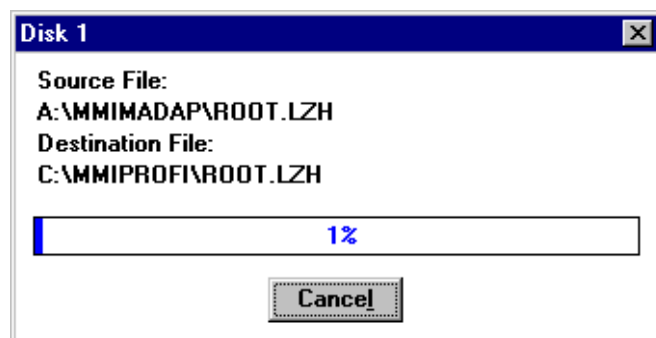 Disk 1
Source File:
A:\MMIMADAP\ROOT.LZH
Destination File:
C:\MMIPROFI\ROOT.LZH
1%
Cancel